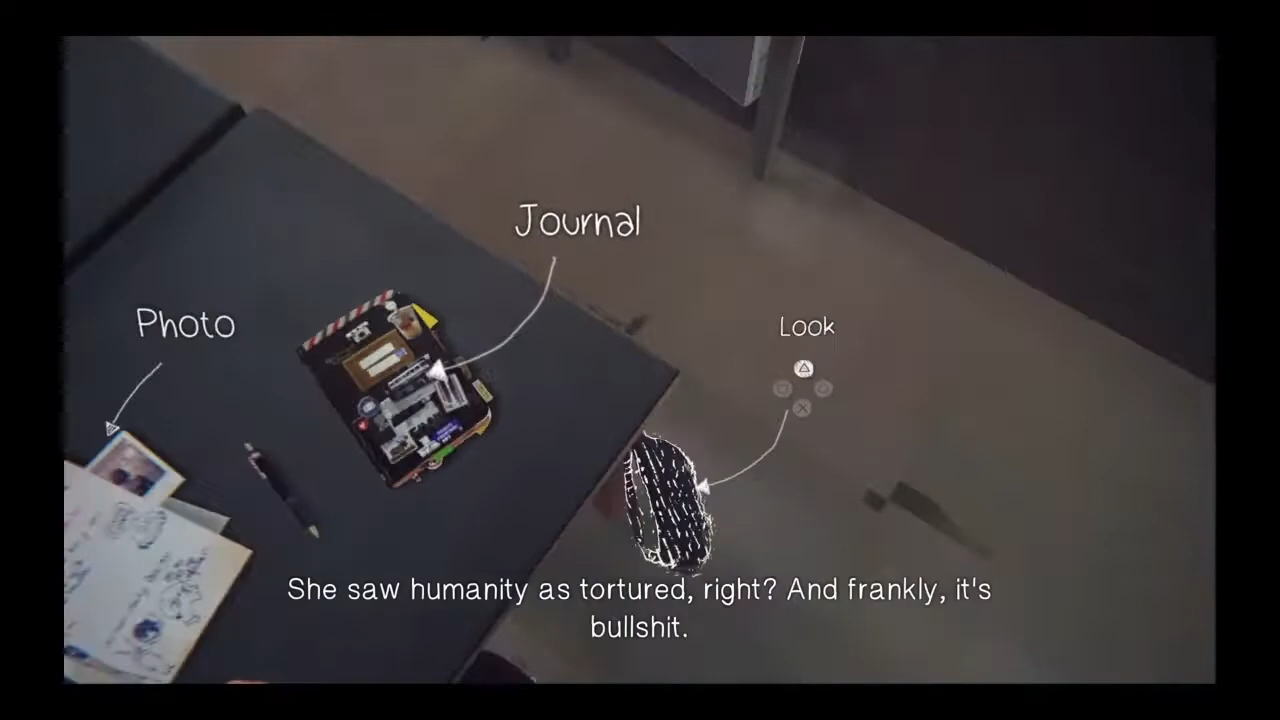 Journal
Photo
Look
She saw humanity as tortured, right? And frankly, it's
bullshit.